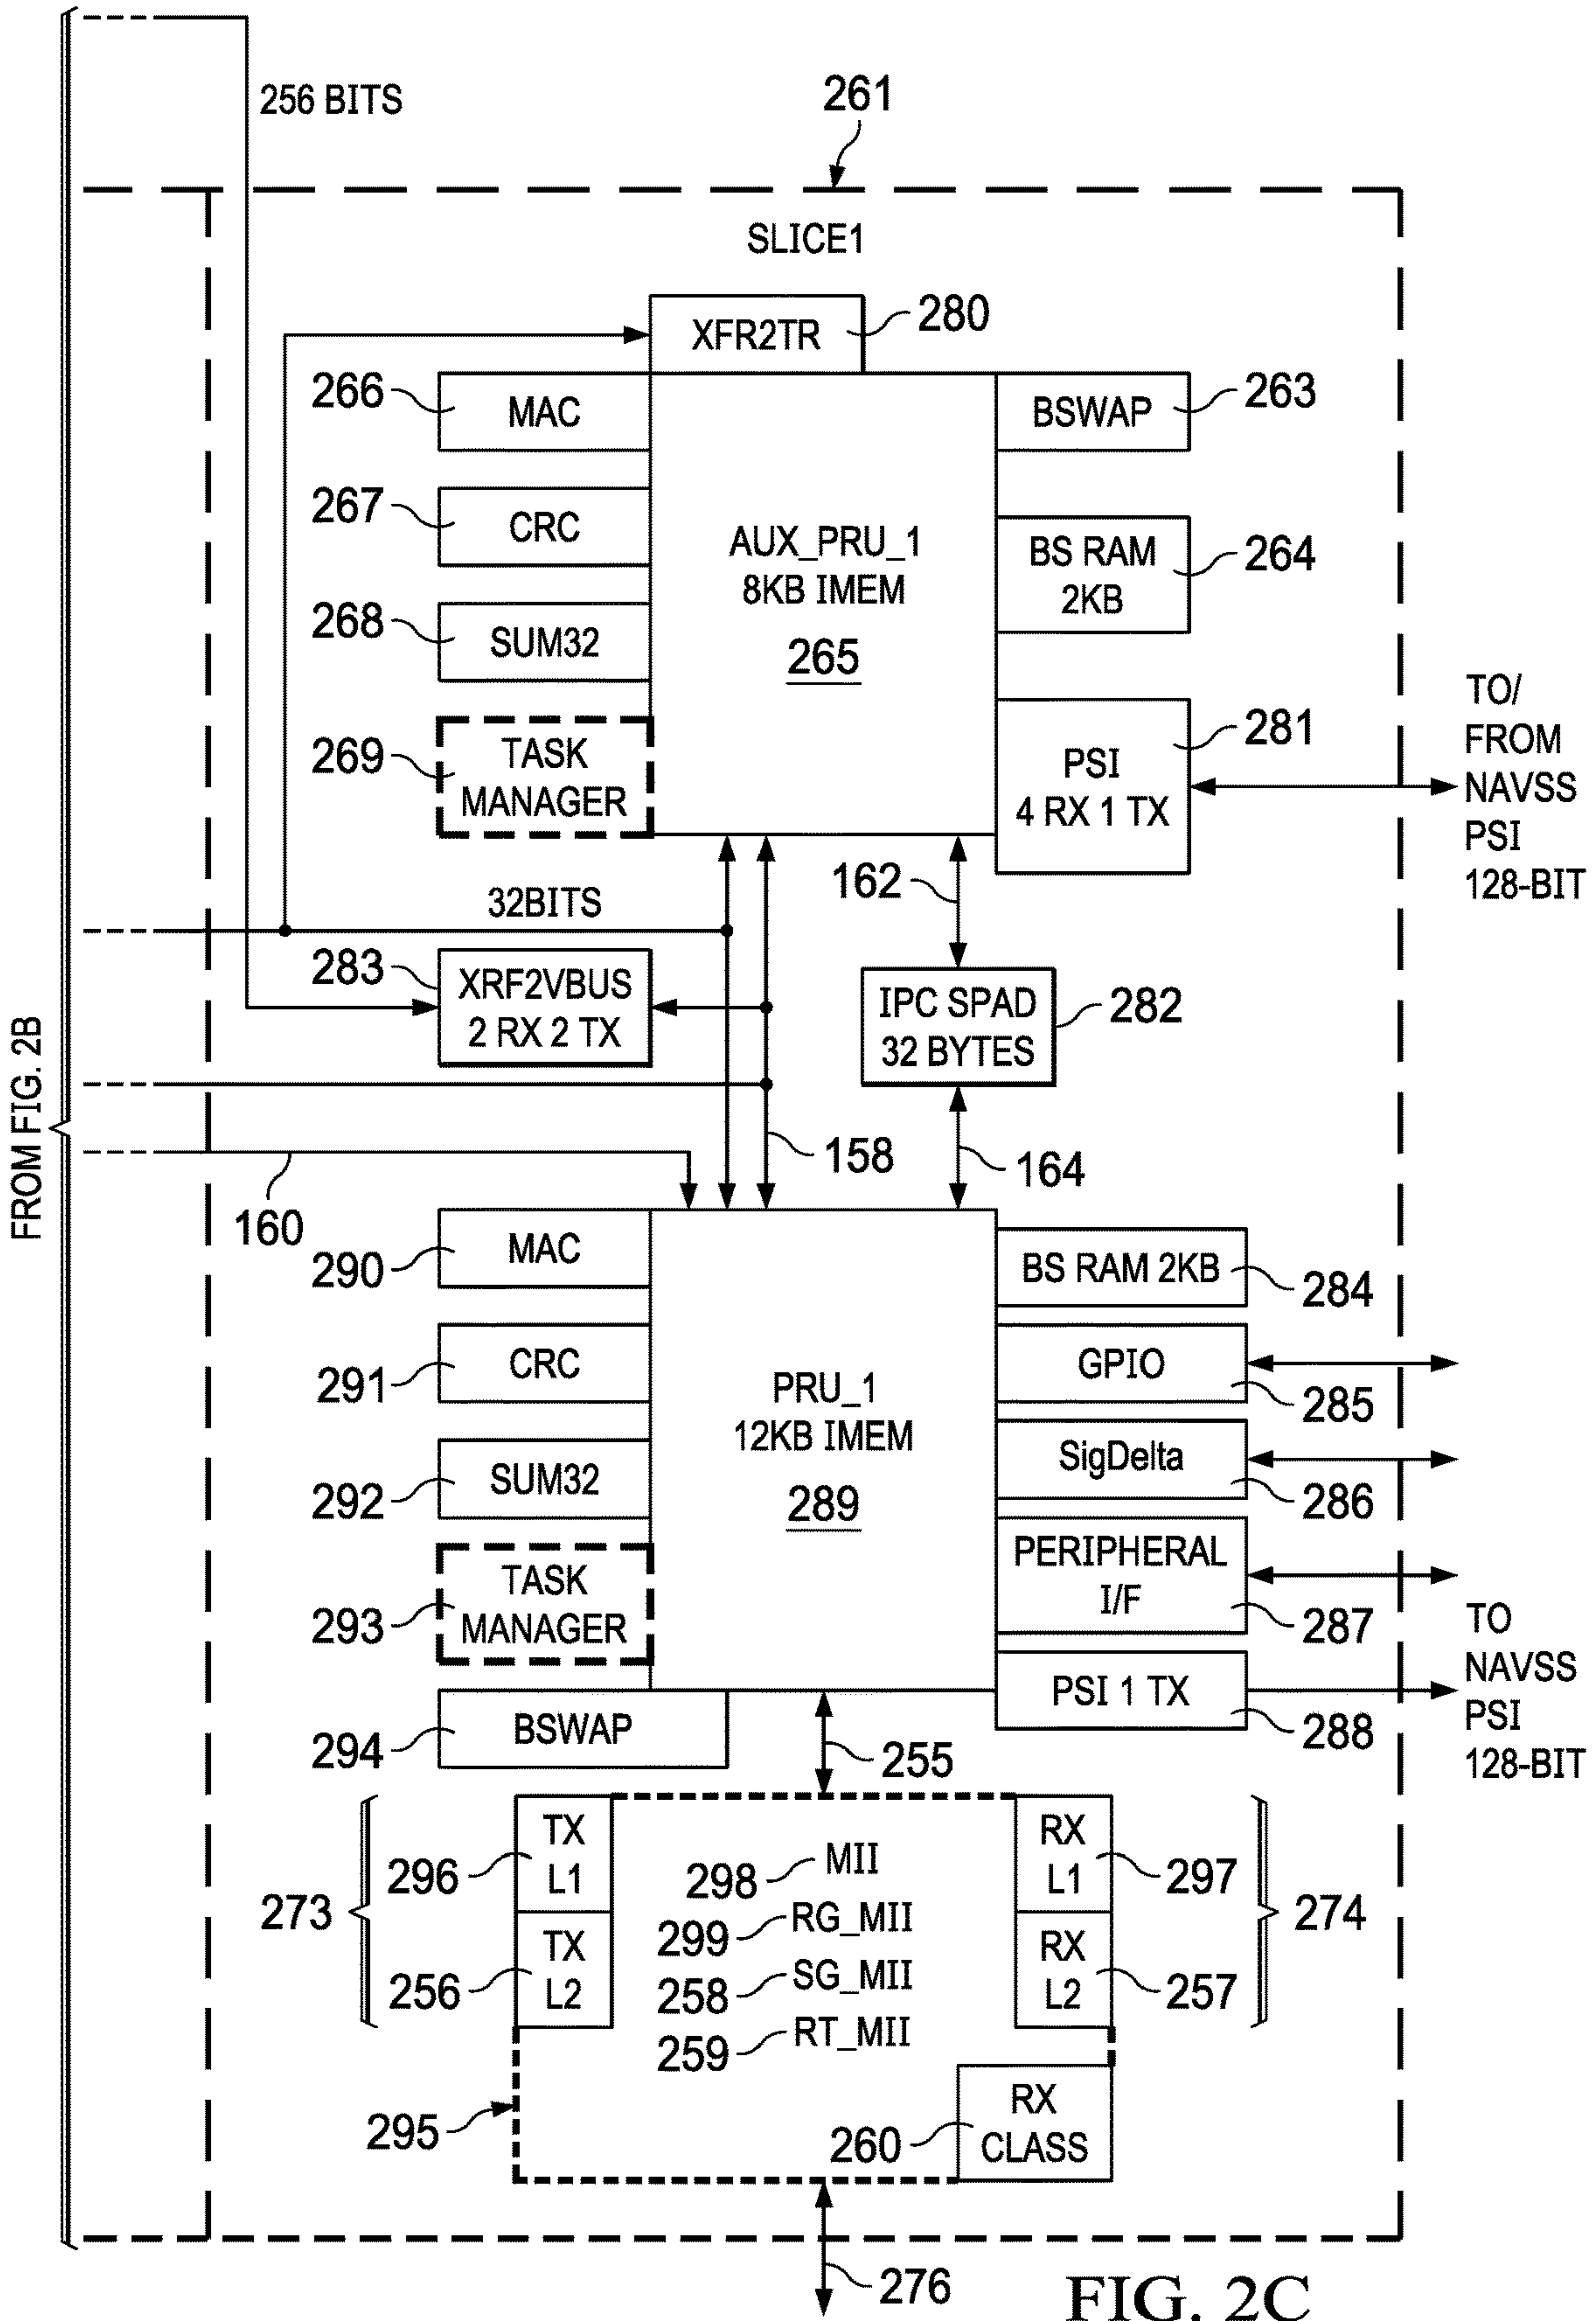 256 BITS
261
SLICE1
XFR2TR
280
266
MAC
BSWAP
263
267
CRC
AUX_PRU_1
8KB IMEM
265
BS RAM
2KB
264
268
SUM32
269
TASK
MANAGER
PSI
4 RX 1 TX
281
TO/
FROM
NAVSS
PSI
128-BIT
162
32BITS
283
XRF2VBUS
2 RX 2 TX
IPC SPAD
32 BYTES
282
FROM FIG. 2B
158
164
160
290
MAC
BS RAM 2KB
284
291
CRC
PRU_1
12KB IMEM
289
GPIO
285
292
SUM32
SigDelta
286
293
TASK
MANAGER
PERIPHERAL
I/F
287
TO
NAVSS
PSI
128-BIT
PSI 1 TX
288
294
BSWAP
255
273
296
TX
L1
256
TX
L2
298
MII
299
RG_MII
258
SG_MII
259
RT_MII
RX
L1
297
RX
L2
257
274
295
260
RX
CLASS
276
FIG. 2C